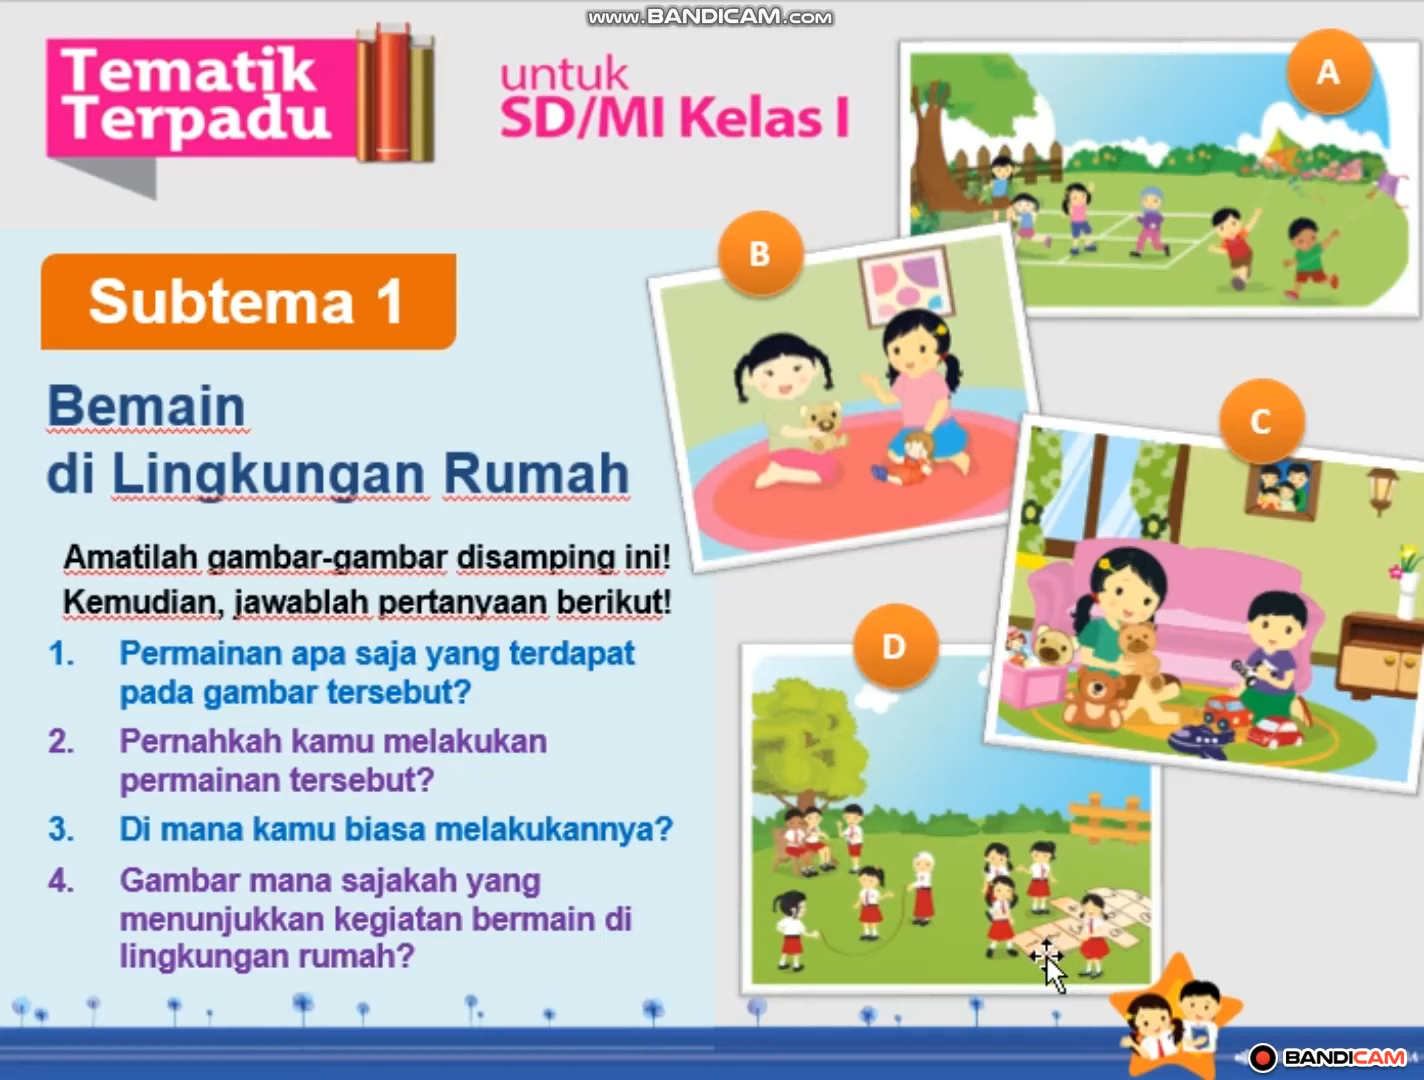 www.BANDICAM.com
Tematik
Terpadu
untuk
SD/MI Kelas I
A
B
C
D
Subtema 1
Bemain
di Lingkungan Rumah
Amatilah gambar-gambar disamping ini!
Kemudian, jawablah pertanyaan berikut!
1. Permainan apa saja yang terdapat
pada gambar tersebut?
2. Pernahkah kamu melakukan
permainan tersebut?
3. Di mana kamu biasa melakukannya?
4. Gambar mana sajakah yang
menunjukkan kegiatan bermain di
lingkungan rumah?
BANDICAM